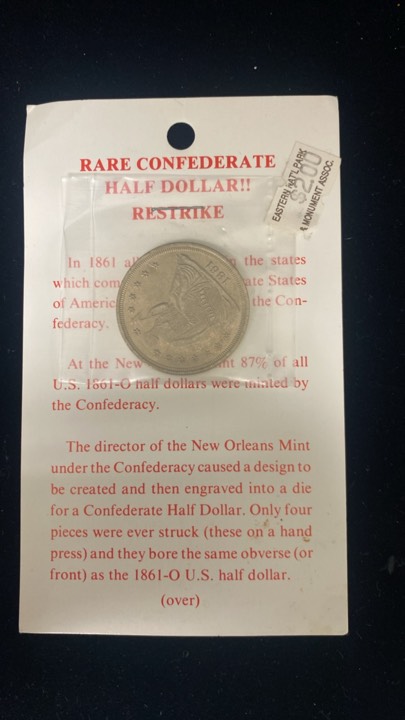 RARE CONFEDERATE
HALF DOLLAR!!
RESTRIKE
EASTERN NAT'L PARK
$2.00
& MONUMENT ASSOC.
In 1861 the states
which States
of the Con-
federacy.
1861
At the New 87% of all
U.S. 1861-O half dollars were minted by
the Confederacy.
The director of the New Orleans Mint
under the Confederacy caused a design to
be created and then engraved into a die
for a Confederate Half Dollar. Only four
pieces were ever struck (these on a hand
press) and they bore the same obverse (or
front) as the 1861-O U.S. half dollar.
(over)